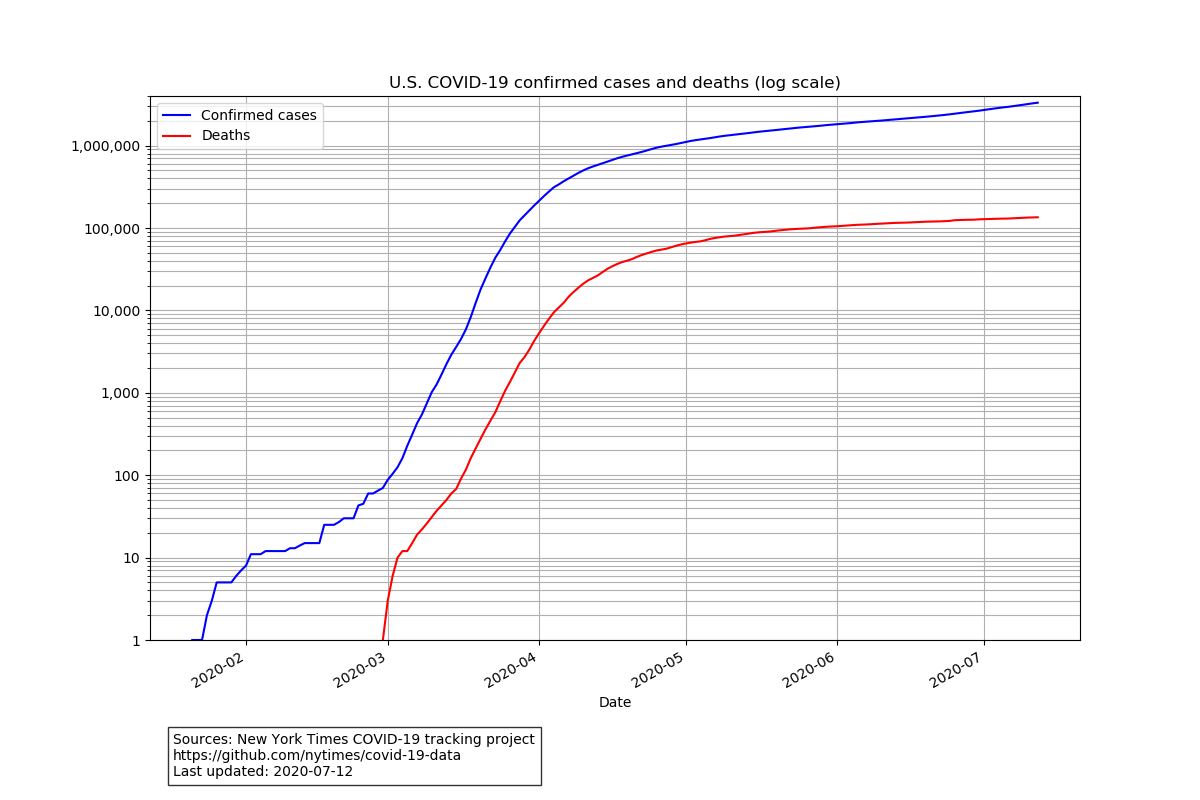 U.S. COVID-19 confirmed cases and deaths (log scale)
Confirmed cases
Deaths
1,000,000
100,000
10,000
1,000
100
10
1
2020-02
2020-03
2020-04
2020-05
2020-06
2020-07
Date
Sources: New York Times COVID-19 tracking project
https://github.com/nytimes/covid-19-data
Last updated: 2020-07-12